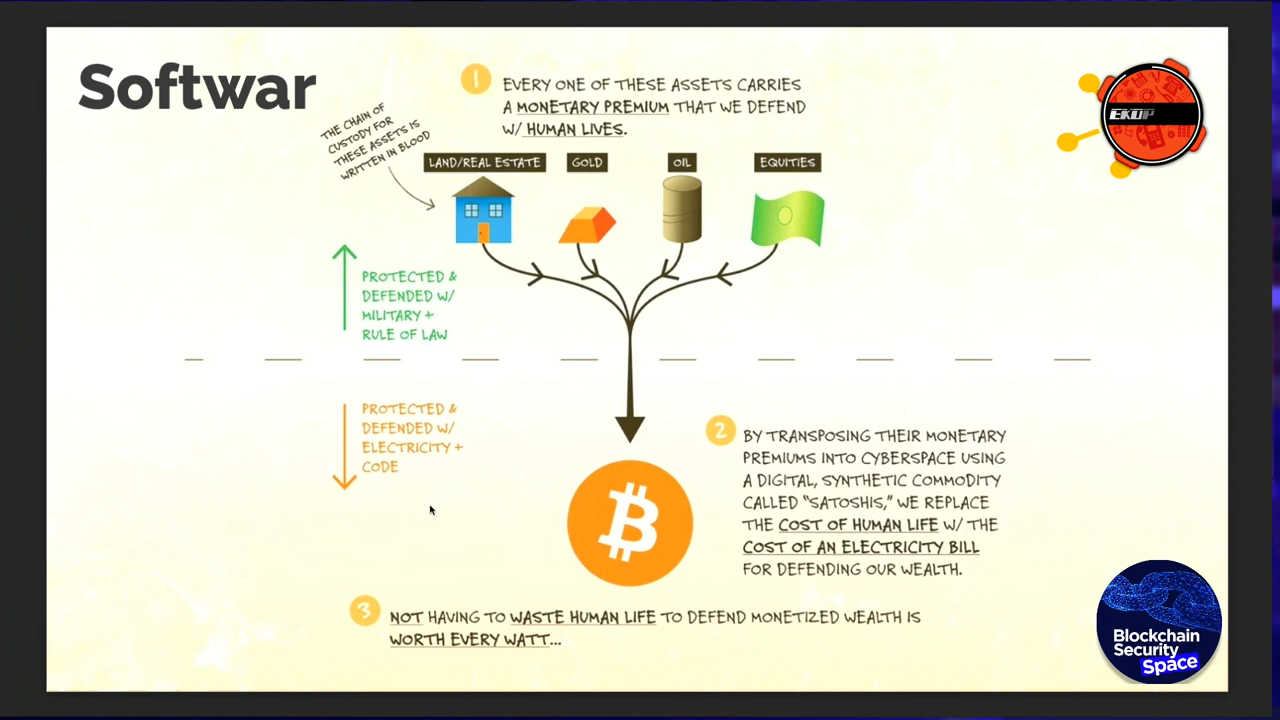 Softwar
THE CHAIN OF
CUSTODY FOR
THESE ASSETS IS
WRITTEN IN BLOOD
1
EVERY ONE OF THESE ASSETS CARRIES
A MONETARY PREMIUM THAT WE DEFEND
W/ HUMAN LIVES.
LAND/REAL ESTATE
GOLD
OIL
EQUITIES
PROTECTED &
DEFENDED W/
MILITARY +
RULE OF LAW
PROTECTED &
DEFENDED W/
ELECTRICITY +
CODE
2
BY TRANSPOSING THEIR MONETARY
PREMIUMS INTO CYBERSPACE USING
A DIGITAL, SYNTHETIC COMMODITY
CALLED “SATOSHIS,” WE REPLACE
THE COST OF HUMAN LIFE W/ THE
COST OF AN ELECTRICITY BILL
FOR DEFENDING OUR WEALTH.
3
NOT HAVING TO WASTE HUMAN LIFE TO DEFEND MONETIZED WEALTH IS
WORTH EVERY WATT...
EKOP
Blockchain
Security
Space